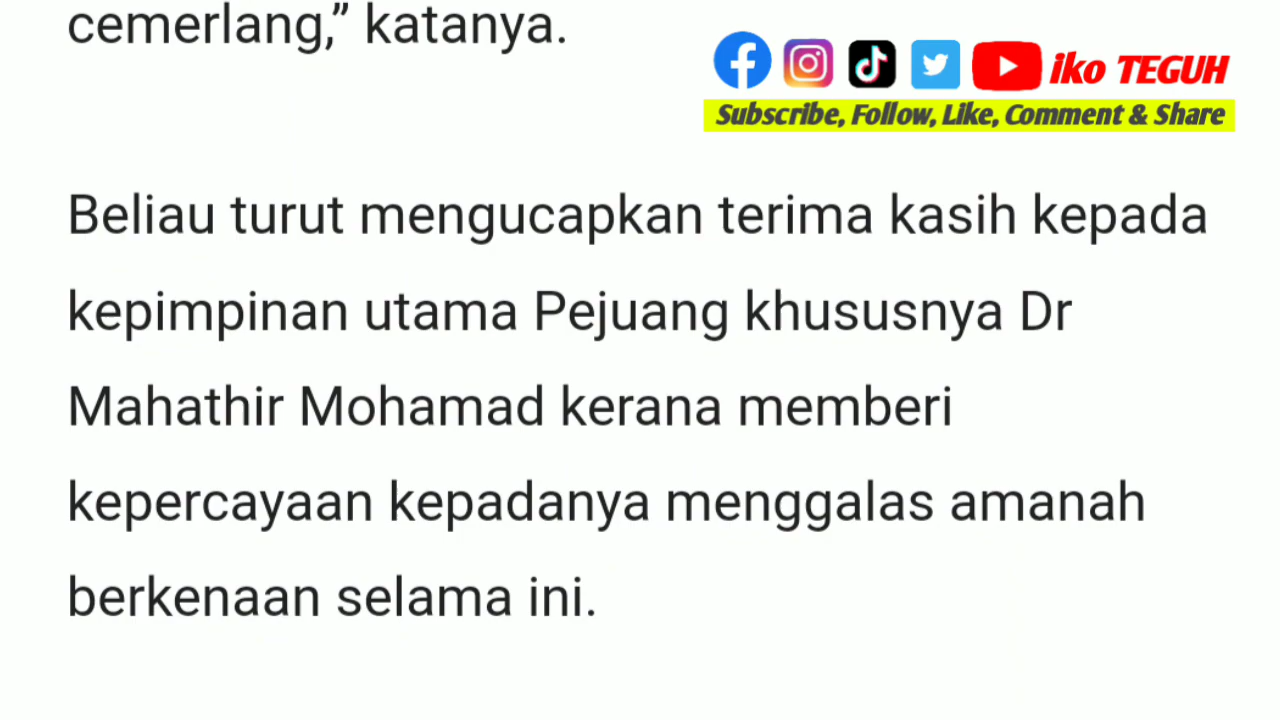 cemerlang,” katanya.
iko TEGUH
Subscribe, Follow, Like, Comment & Share
Beliau turut mengucapkan terima kasih kepada
kepimpinan utama Pejuang khususnya Dr
Mahathir Mohamad kerana memberi
kepercayaan kepadanya menggalas amanah
berkenaan selama ini.